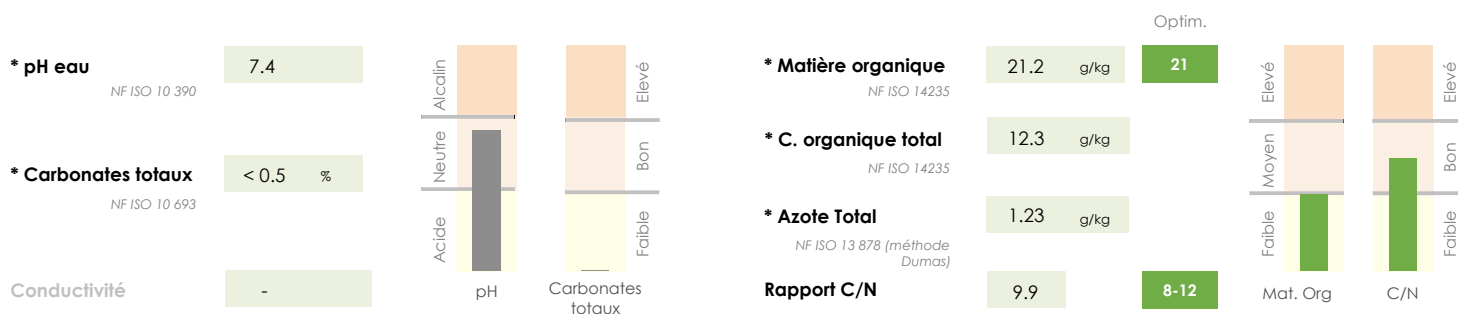 * pH eau 7.4
NF ISO 10 390
* Carbonates totaux < 0.5 %
NF ISO 10 693
Conductivité -
Alcalin
Neutre
Acide
pH
Elevé
Bon
Faible
Carbonates
totaux
Optim.
* Matière organique 21.2 g/kg 21
NF ISO 14235
* C. organique total 12.3 g/kg
NF ISO 14235
* Azote Total 1.23 g/kg
NF ISO 13 878 (méthode
Dumas)
Rapport C/N 9.9 8-12
Elevé
Moyen
Faible
Mat. Org
Elevé
Bon
Faible
C/N